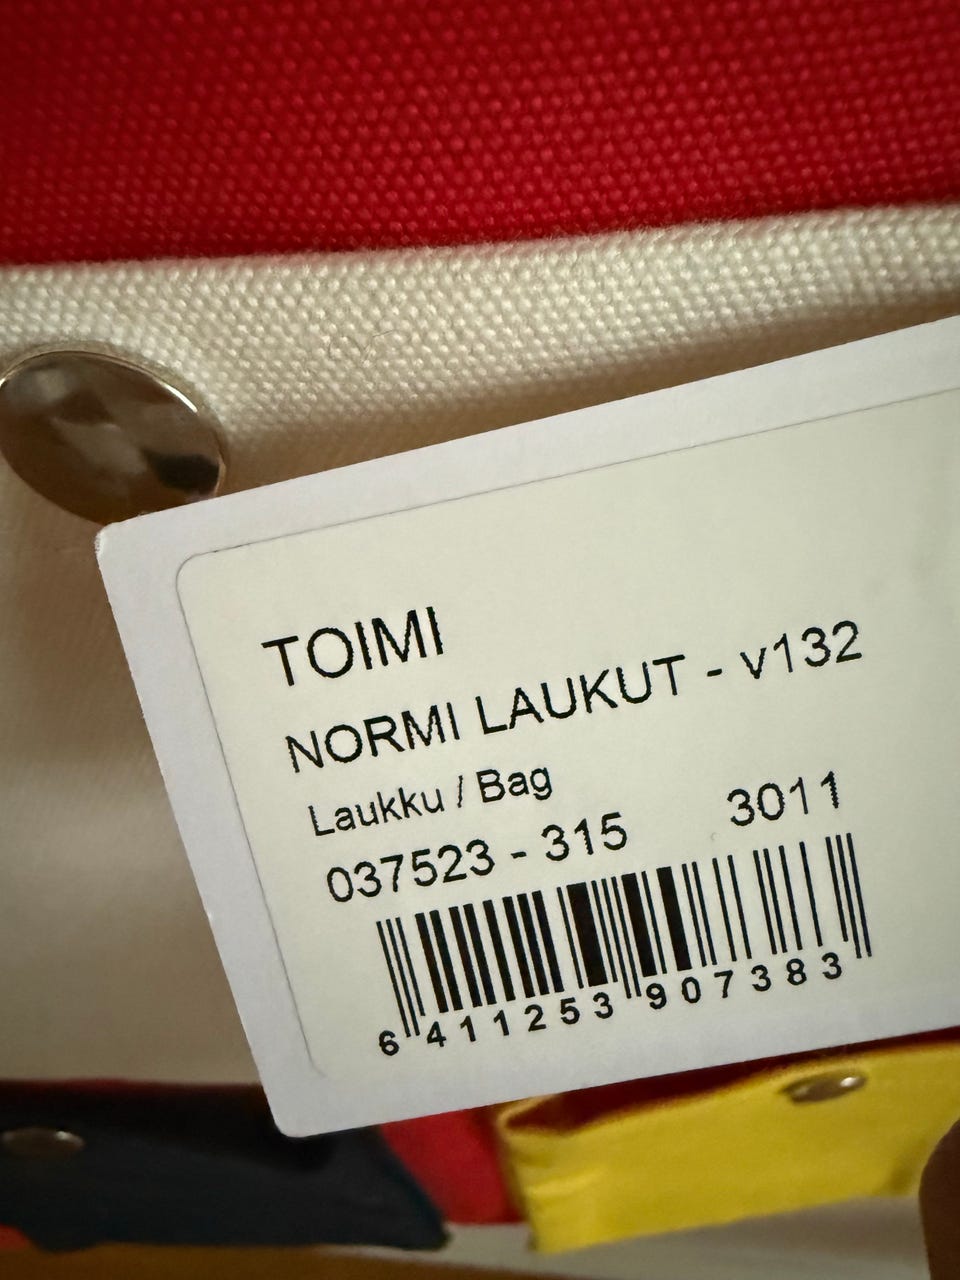 TOIMI
NORMI LAUKUT - v132
Laukku / Bag
037523 - 315 3011
6 411253 907383